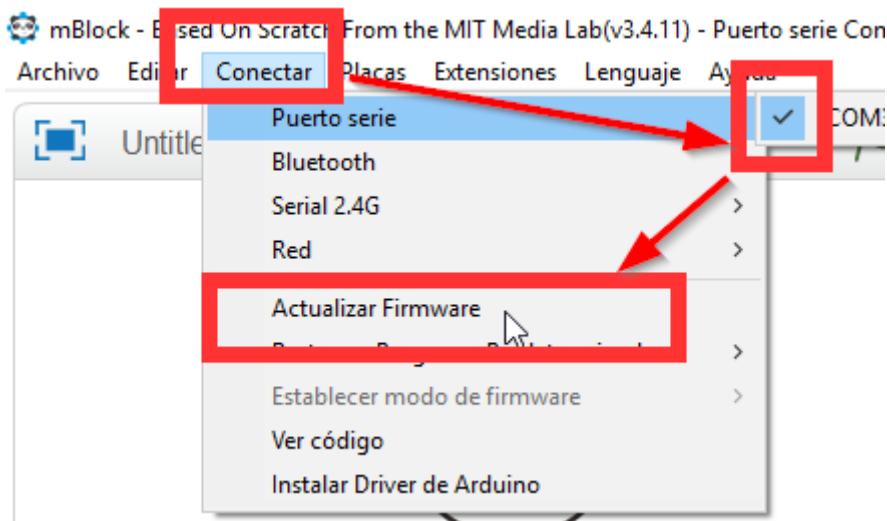 mBlock - Based On Scratch From the MIT Media Lab(v3.4.11) - Puerto serie Con
Archivo Editar Conectar Placas Extensiones Lenguaje Ayuda
Untitle
Puerto serie
COM3
Bluetooth
Serial 2.4G
Red
Actualizar Firmware
Establecer modo de firmware
Ver código
Instalar Driver de Arduino